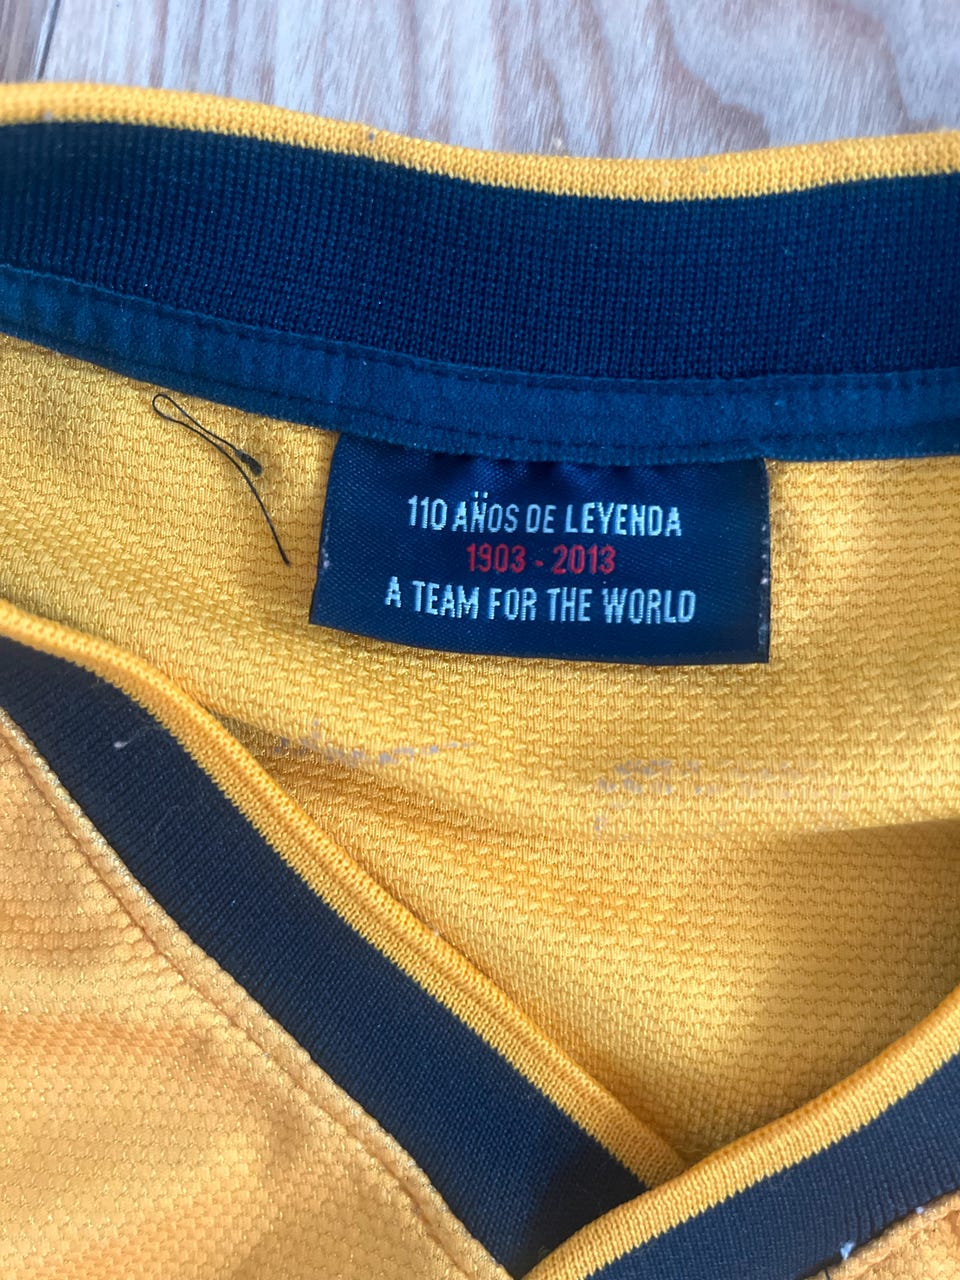 110 AÑOS DE LEYENDA
1903 - 2013
A TEAM FOR THE WORLD